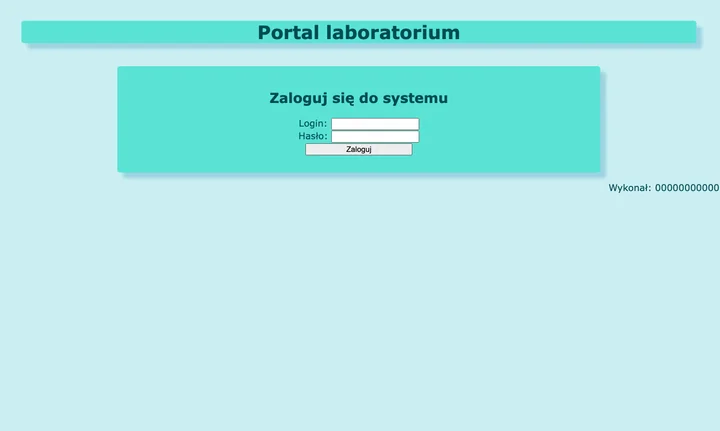 Portal laboratorium
Zaloguj się do systemu
Login:
Hasło:
Zaloguj
Wykonał: 00000000000